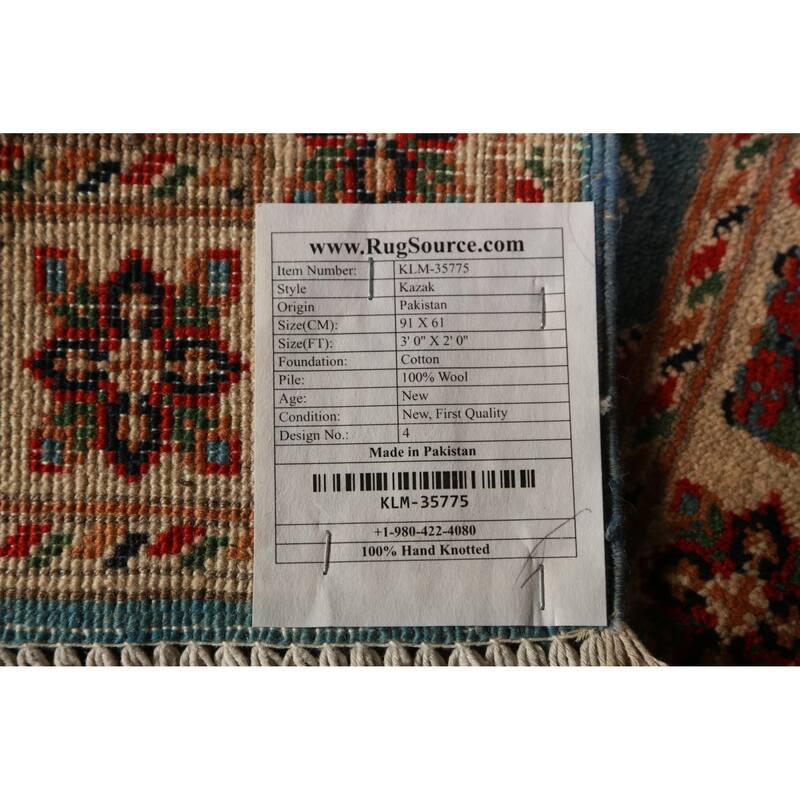 www.RugSource.com
Item Number: KLM-35775
Style Kazak
Origin Pakistan
Size(CM): 91 X 61
Size(FT) 3' 0" X 2' 0"
Foundation: Cotton
Pile: 100% Wool
Age: New
Condition: New, First Quality
Design No.: 4
Made in Pakistan
KLM-35775
+1-980-422-4080
100% Hand Knotted